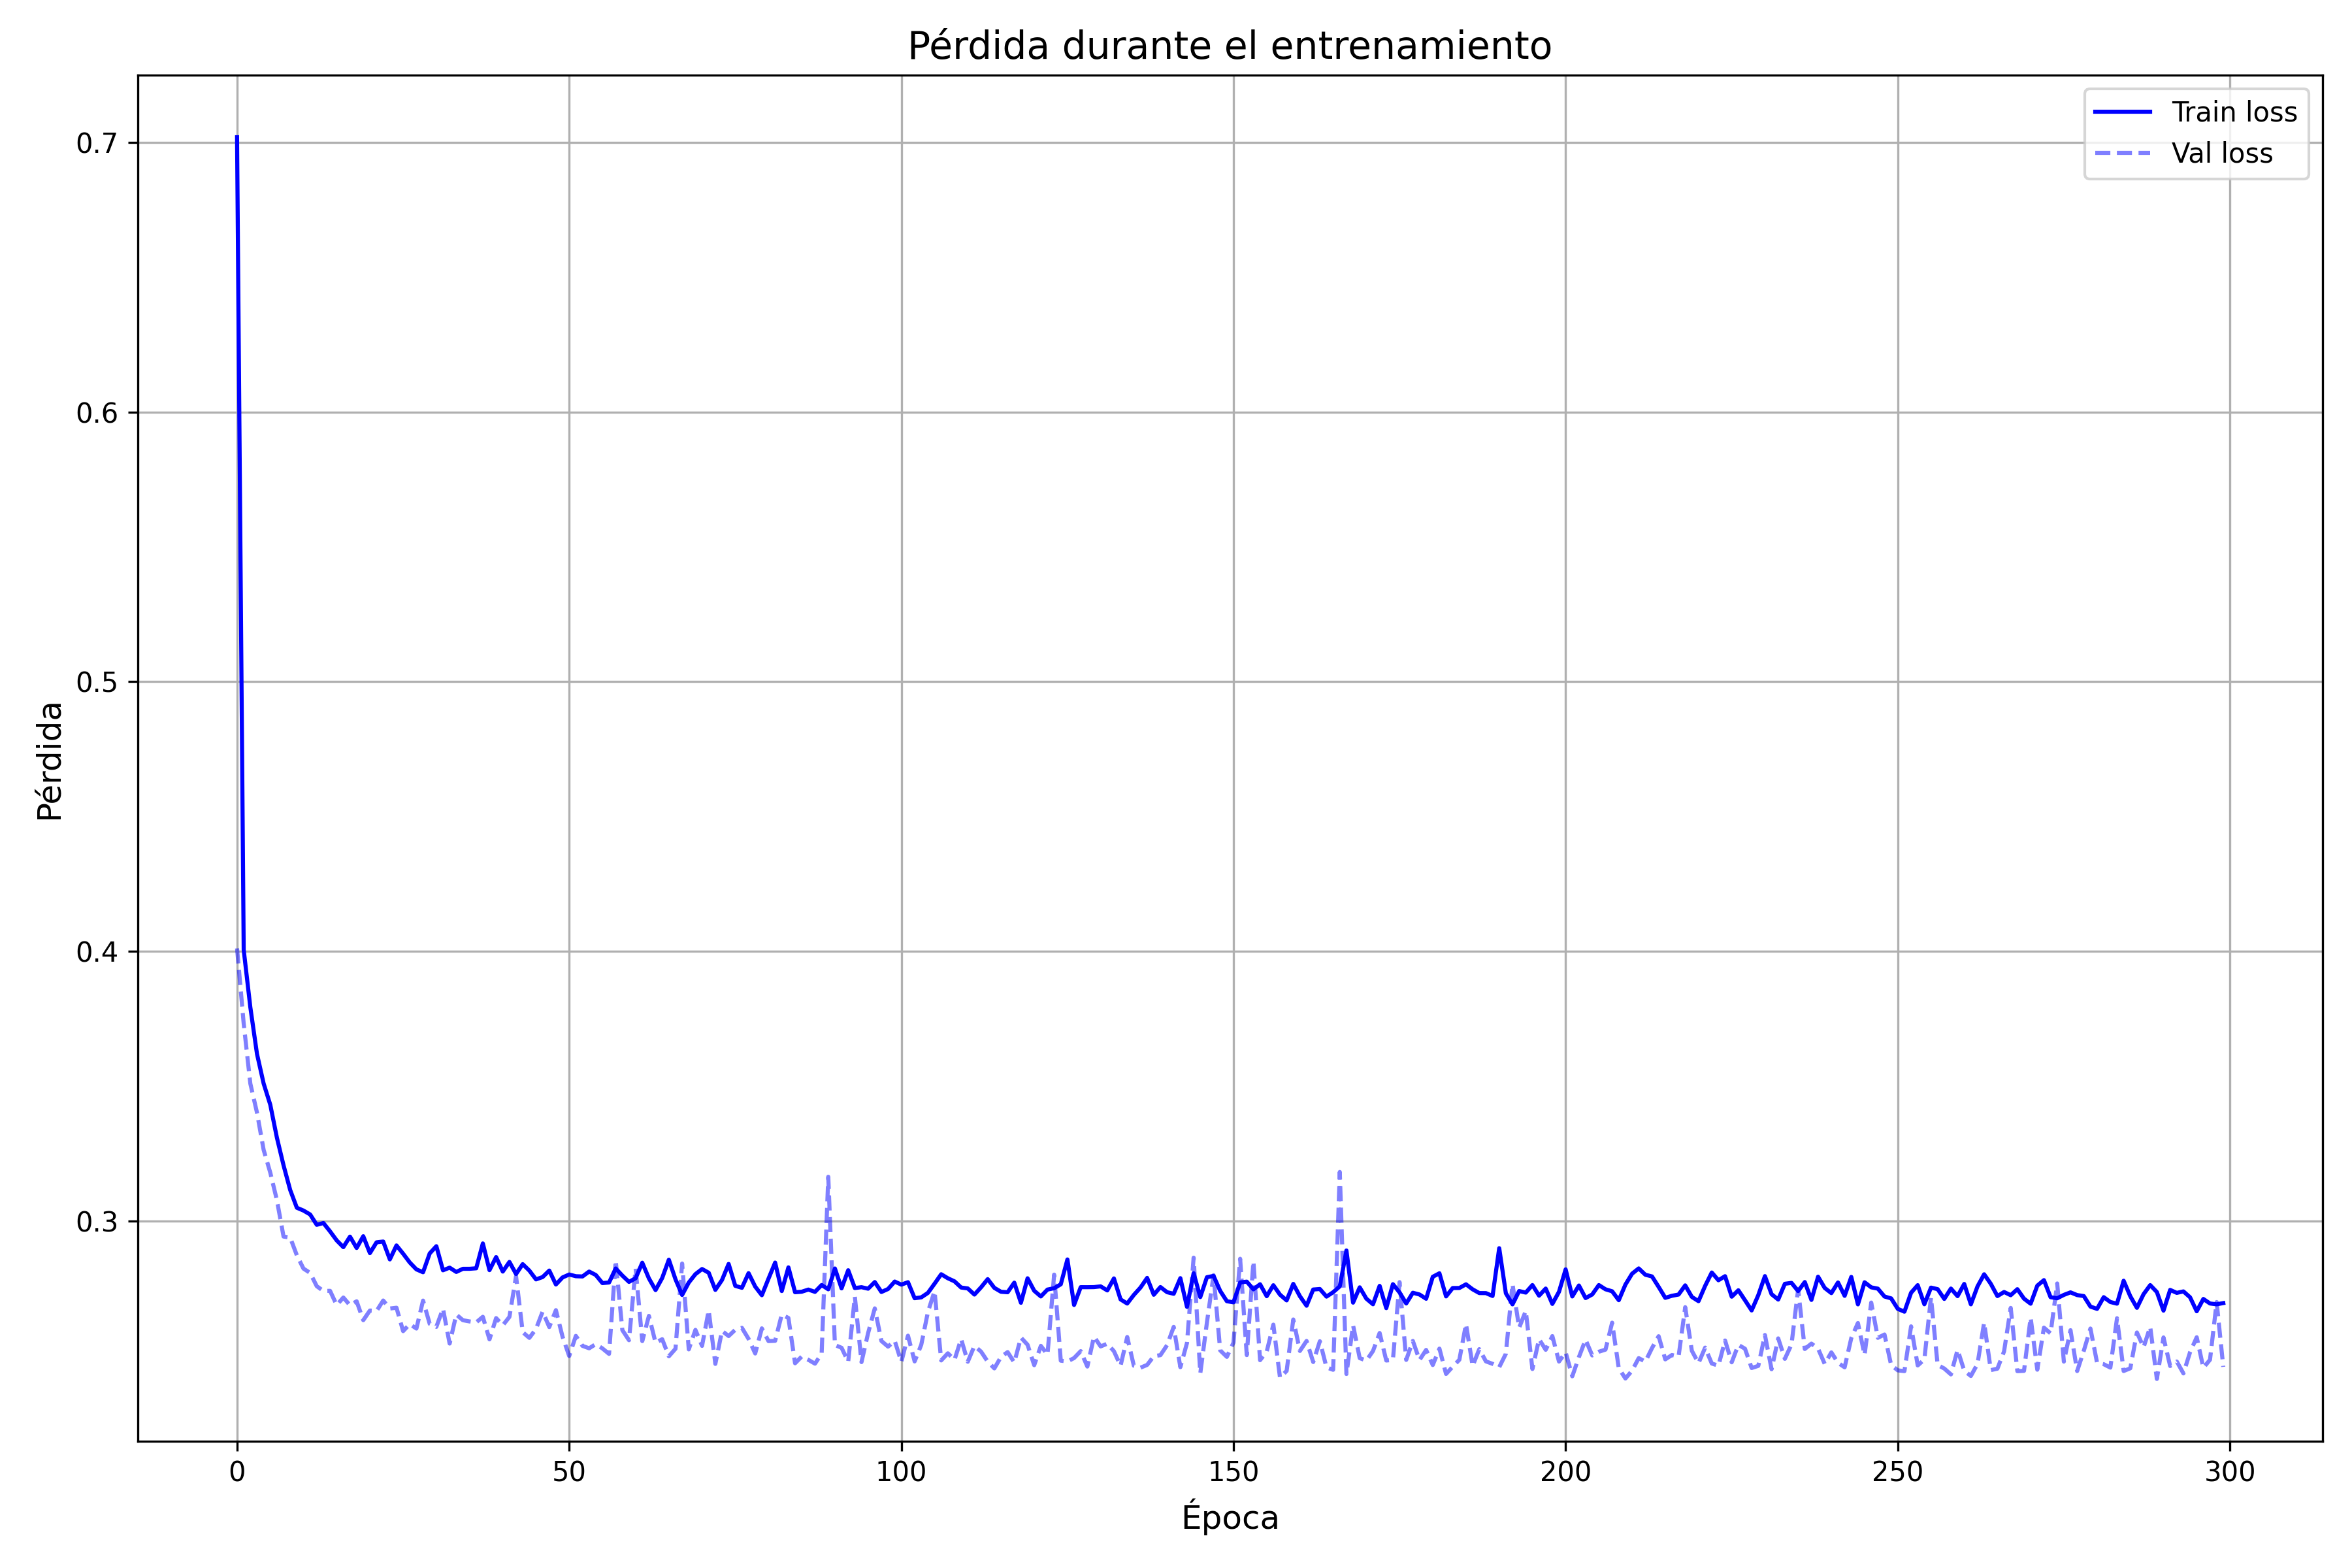 Pérdida durante el entrenamiento
Train loss
Val loss
0.7
0.6
0.5
0.4
0.3
Pérdida
0 50 100 150 200 250 300
Época